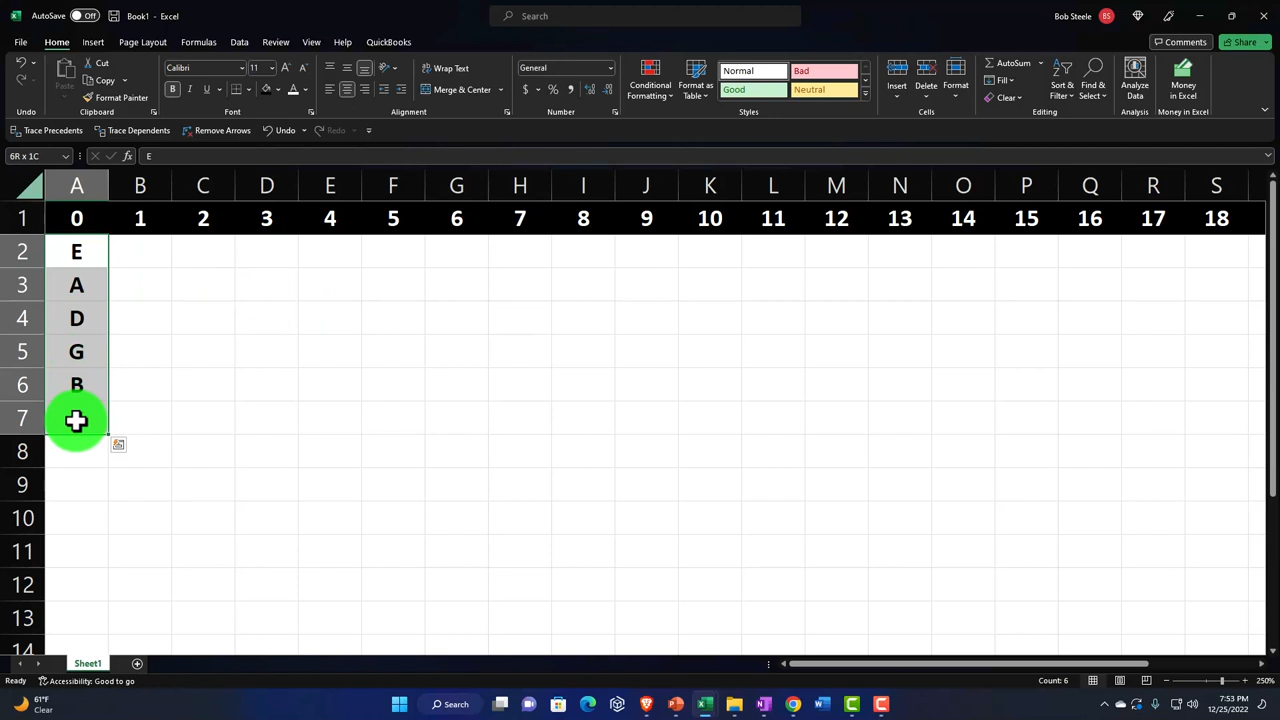 AutoSave Off Book1 - Excel Search Bob Steele BS
File Home Insert Page Layout Formulas Data Review View Help QuickBooks Comments Share
Cut Calibri 11 Wrap Text General Normal Bad AutoSum
Paste Copy Conditional Formatting Format as Table Insert Delete Format Fill Sort & Filter Find & Select Analyze Data Money in Excel
Format Painter B I U Merge & Center $ % Good Neutral Clear
Undo Clipboard Font Alignment Number Styles Cells Editing Analysis Money in Excel
Trace Precedents Trace Dependents Remove Arrows Undo Redo
6R x 1C fx E
A B C D E F G H I J K L M N O P Q R S
1 0 1 2 3 4 5 6 7 8 9 10 11 12 13 14 15 16 17 18
2 E
3 A
4 D
5 G
6 B
7
8
9
10
11
12
13
14
Sheet1
Ready Accessibility: Good to go Count: 6 250%
61°F
Clear
Search
7:53 PM
12/25/2022